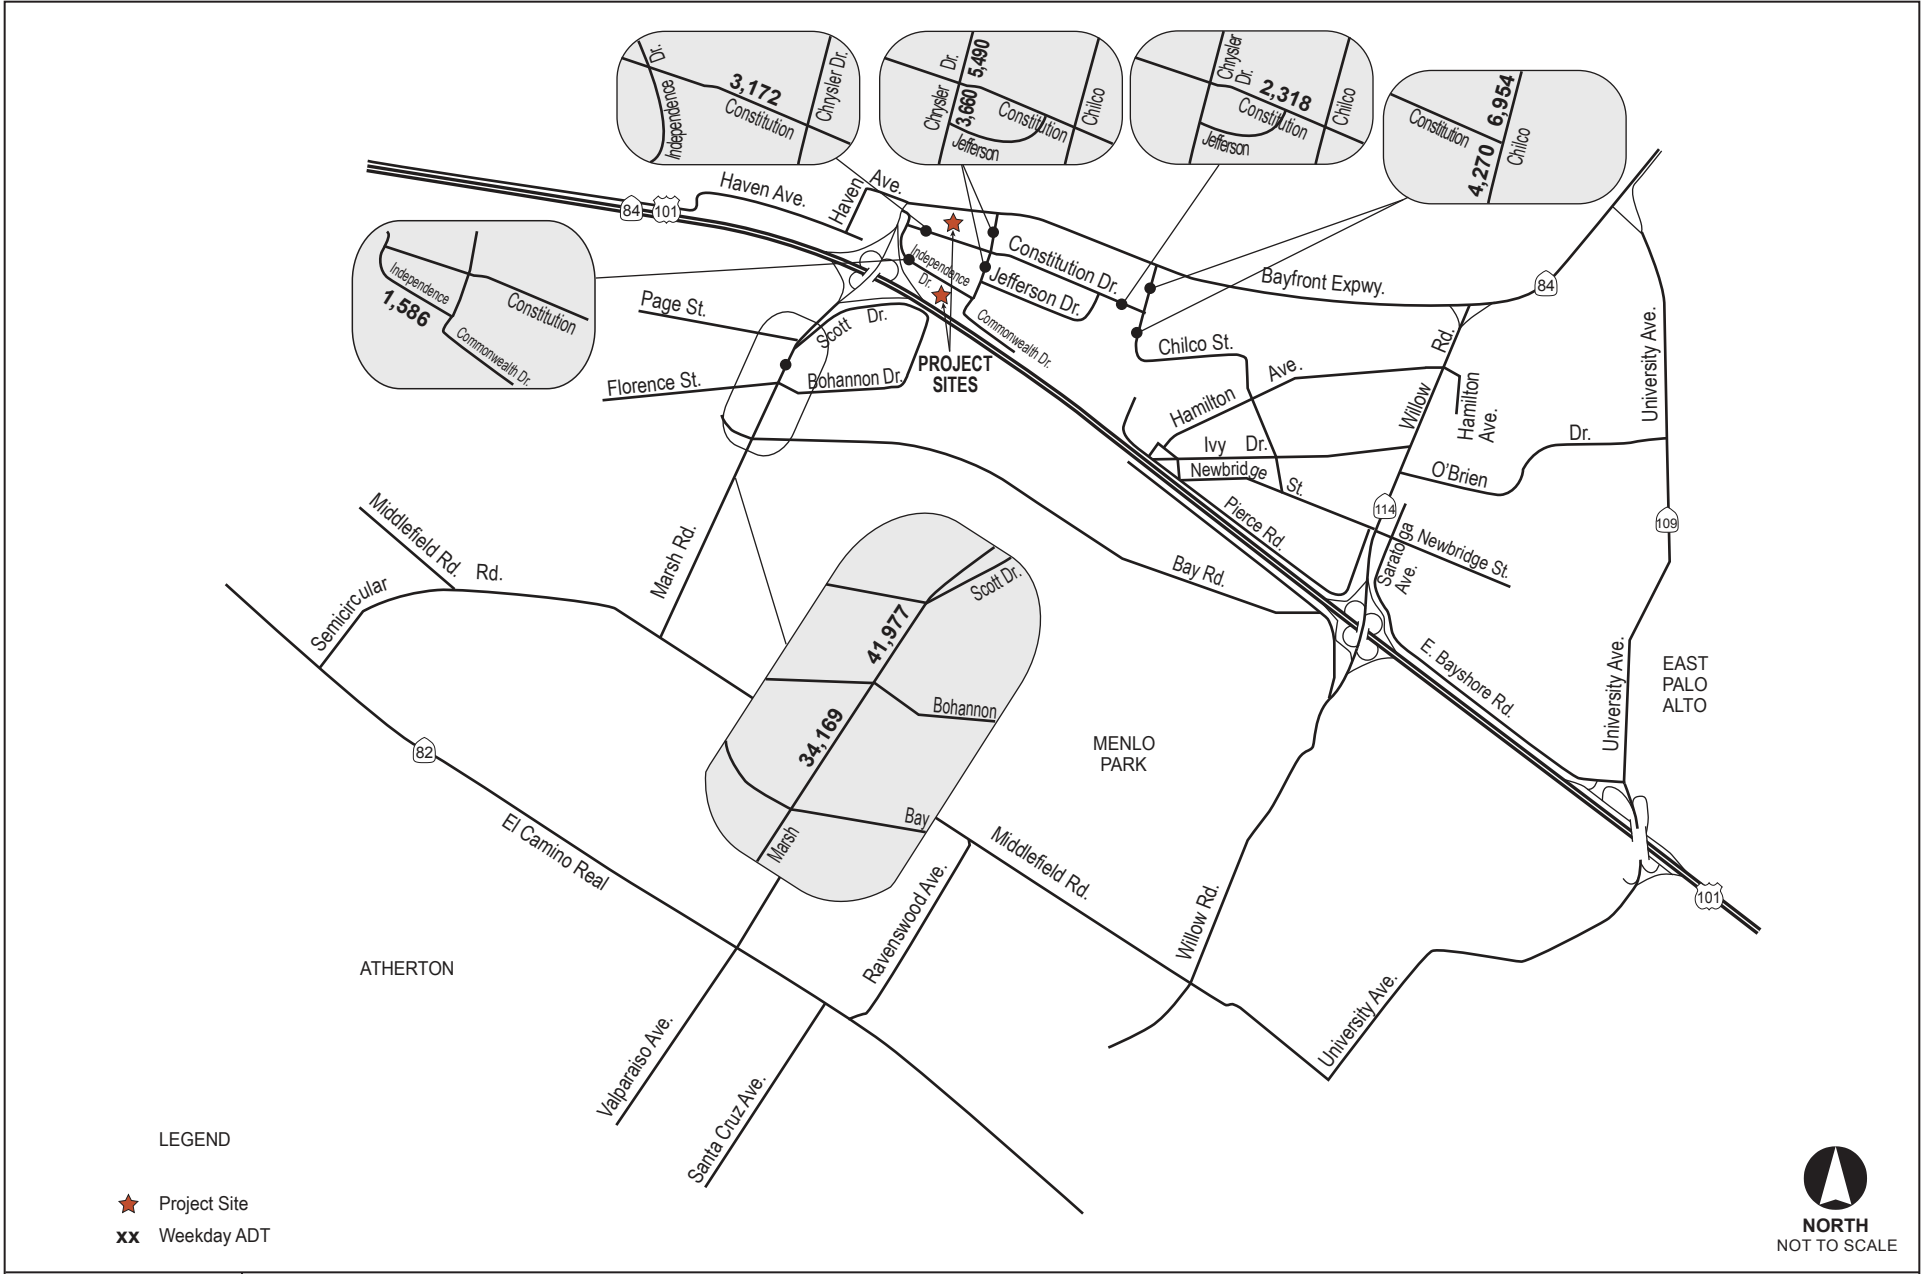 Dr.
Independence
3,172
Constitution
Chrysler Dr.
Chrysler
Dr.
5,490
3,660
Constitution
Jefferson
Chilco
Chrysler
Dr.
2,318
Constitution
Jefferson
Chilco
Constitution
6,954
4,270
Chilco
84
101
Haven Ave.
Haven
Ave.
Independence
1,586
Constitution
Commonwealth Dr.
Independence
Dr.
Constitution Dr.
Jefferson Dr.
Commonwealth Dr.
Bayfront Expwy.
84
Page St.
Scott
Dr.
Florence St.
Bohannon Dr.
PROJECT
SITES
Chilco St.
Hamilton
Ave.
Willow
Rd.
Hamilton
Ave.
University Ave.
Ivy
Dr.
Newbridge
St.
O'Brien
Dr.
114
109
Pierce Rd.
Saratoga
Ave.
Newbridge St.
Middlefield Rd.
Semicircular
Rd.
Marsh Rd.
Bay Rd.
Scott Dr.
41,977
Bohannon
34,169
Bay
Marsh
E. Bayshore Rd.
University Ave.
EAST
PALO
ALTO
MENLO
PARK
82
El Camino Real
Middlefield Rd.
Ravenswood Ave.
Willow Rd.
101
ATHERTON
Valparaiso Ave.
Santa Cruz Ave.
University Ave.
LEGEND
Project Site
xx Weekday ADT
NORTH
NOT TO SCALE